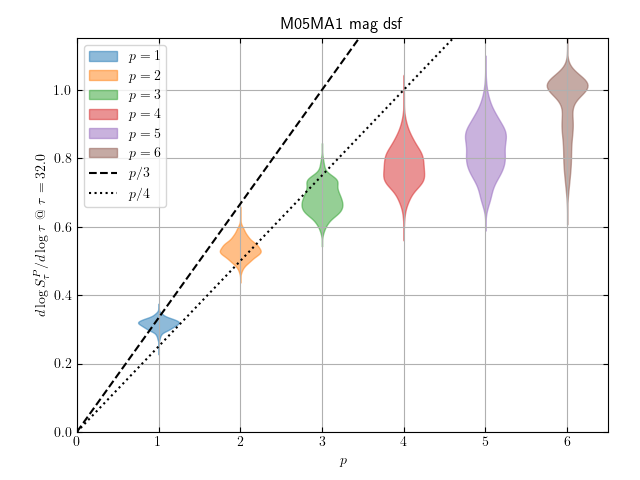 M05MA1 mag dsf
p = 1
p = 2
p = 3
p = 4
p = 5
p = 6
p/3
p/4
d log S_τ^P / d log τ @ τ = 32.0
1.0
0.8
0.6
0.4
0.2
0.0
0 1 2 3 4 5 6
p